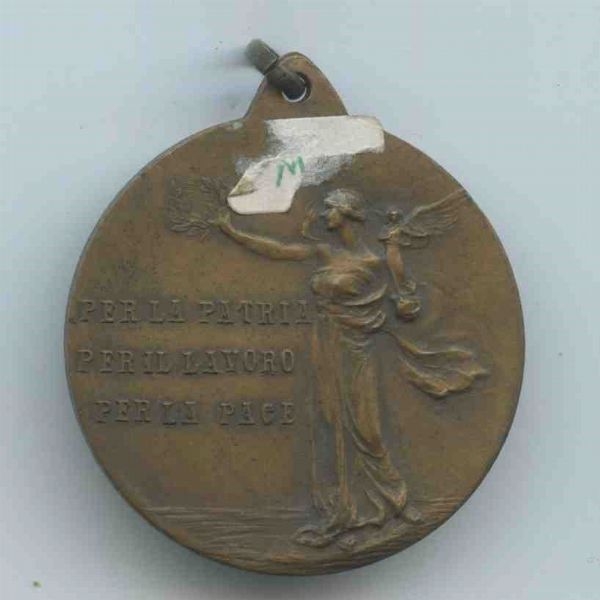 M
PER LA PATRIA
PER IL LAVORO
PER LA PACE